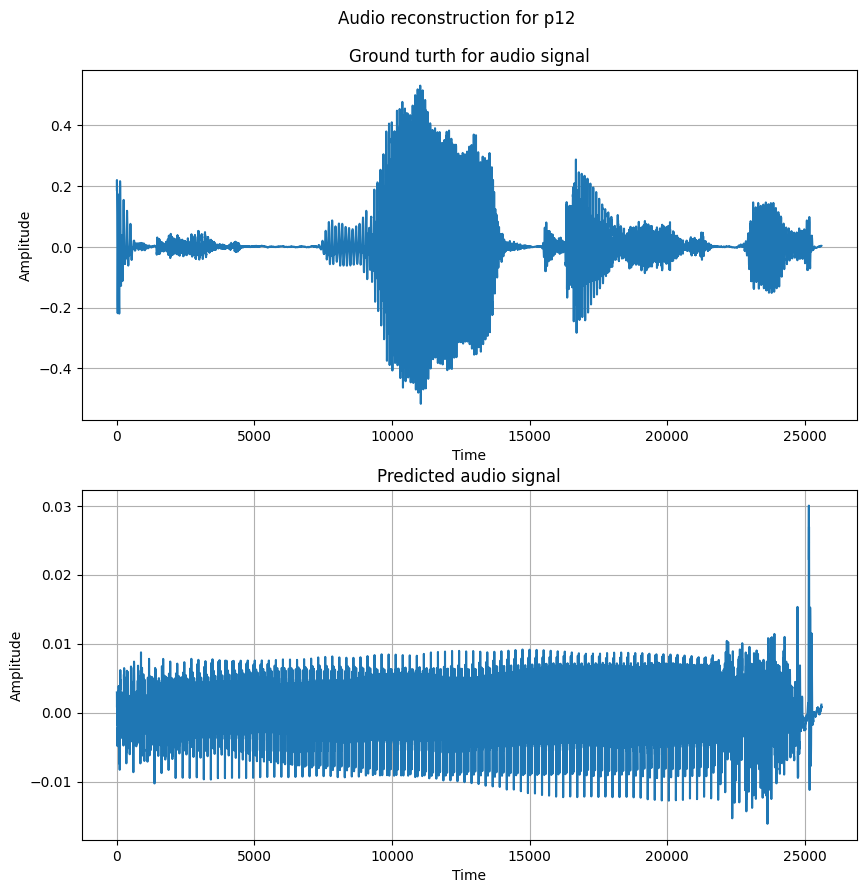 Audio reconstruction for p12
Ground turth for audio signal
0.4
0.2
0.0
−0.2
−0.4
Amplitude
0 5000 10000 15000 20000 25000
Time
Predicted audio signal
0.03
0.02
0.01
0.00
−0.01
Amplitude
0 5000 10000 15000 20000 25000
Time